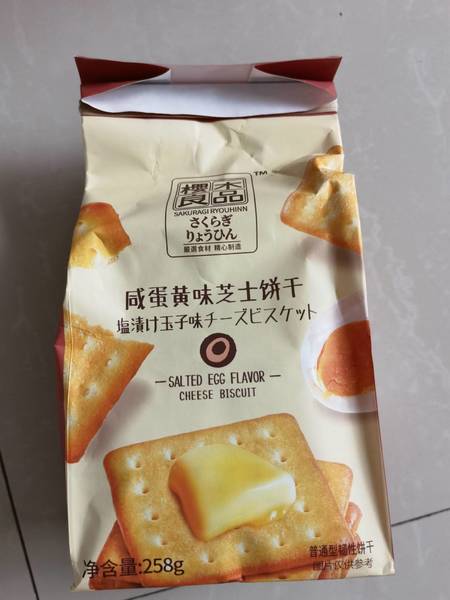 TM
櫻木
良品
SAKURAGI RYOUHINN
さくらぎ
りょうひん
嚴選食材 精心制造
咸蛋黄味芝士饼干
塩漬け玉子味チーズビスケット
SALTED EGG FLAVOR
CHEESE BISCUIT
普通型韧性饼干
图片仅供参考
净含量:258g